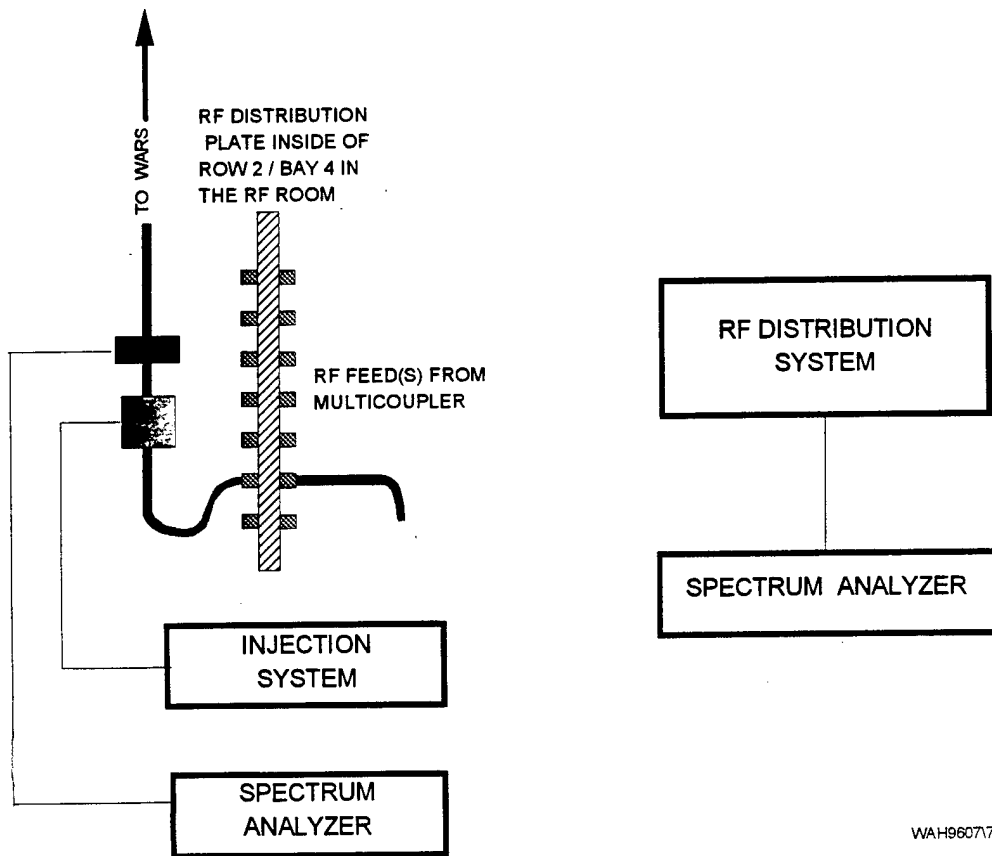 TO WARS
RF DISTRIBUTION
PLATE INSIDE OF
ROW 2 / BAY 4 IN
THE RF ROOM
RF FEED(S) FROM
MULTICOUPLER
INJECTION
SYSTEM
SPECTRUM
ANALYZER
RF DISTRIBUTION
SYSTEM
SPECTRUM ANALYZER
WAH9607\7